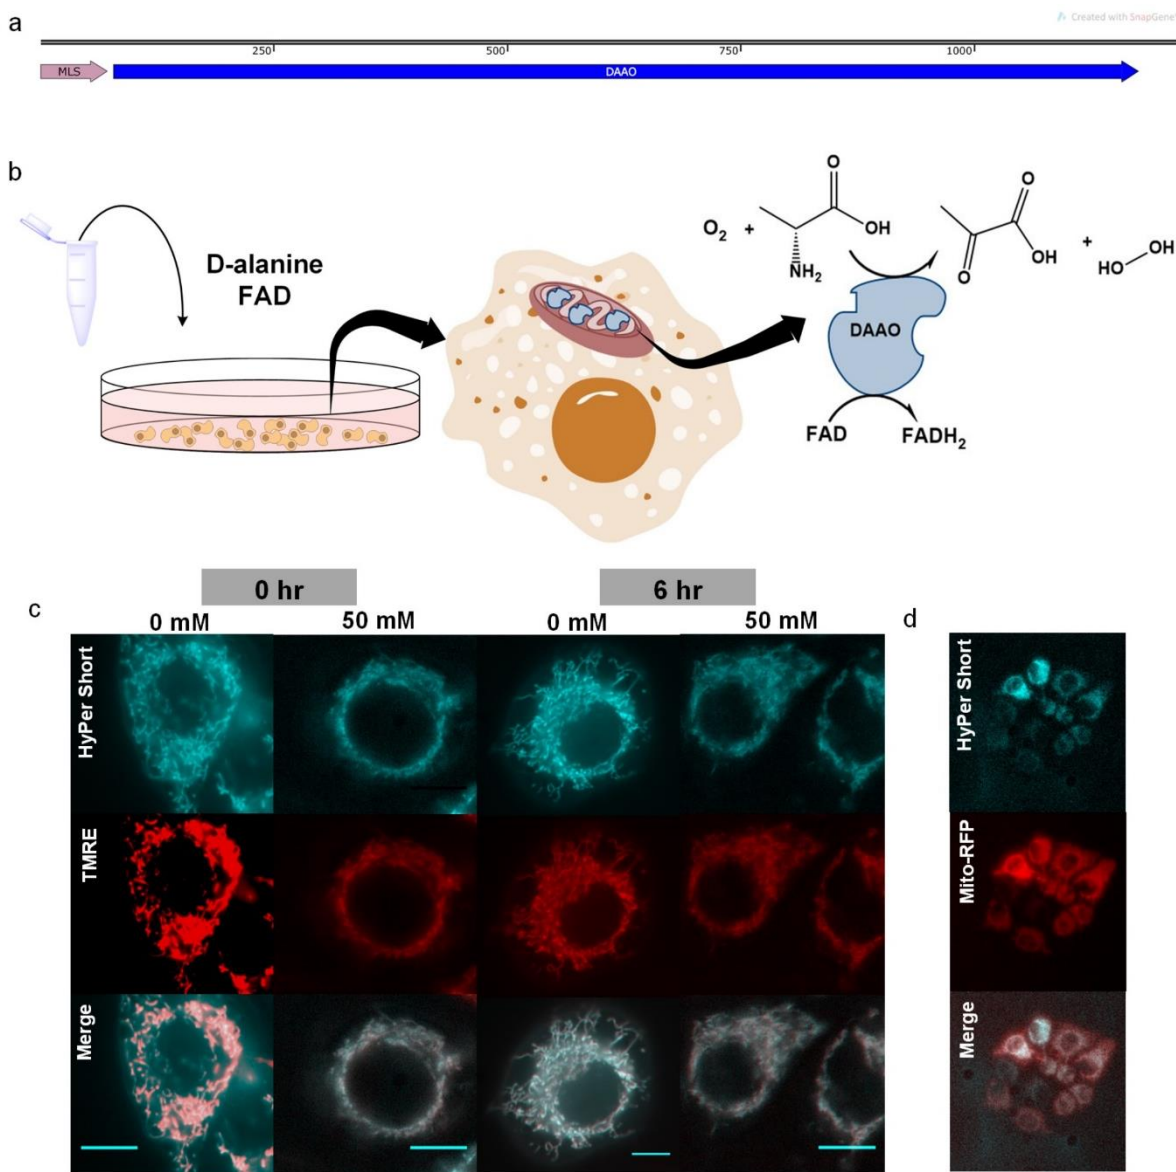 a
Created with SnapGene®
250 500 750 1000
MLS DAAO
b
D-alanine
FAD
O2 + O OH NH2 O O OH + HO OH
DAAO
FAD FADH2
0 hr 6 hr
c 0 mM 50 mM 0 mM 50 mM d
HyPer Short HyPer Short
TMRE Mito-RFP
Merge Merge